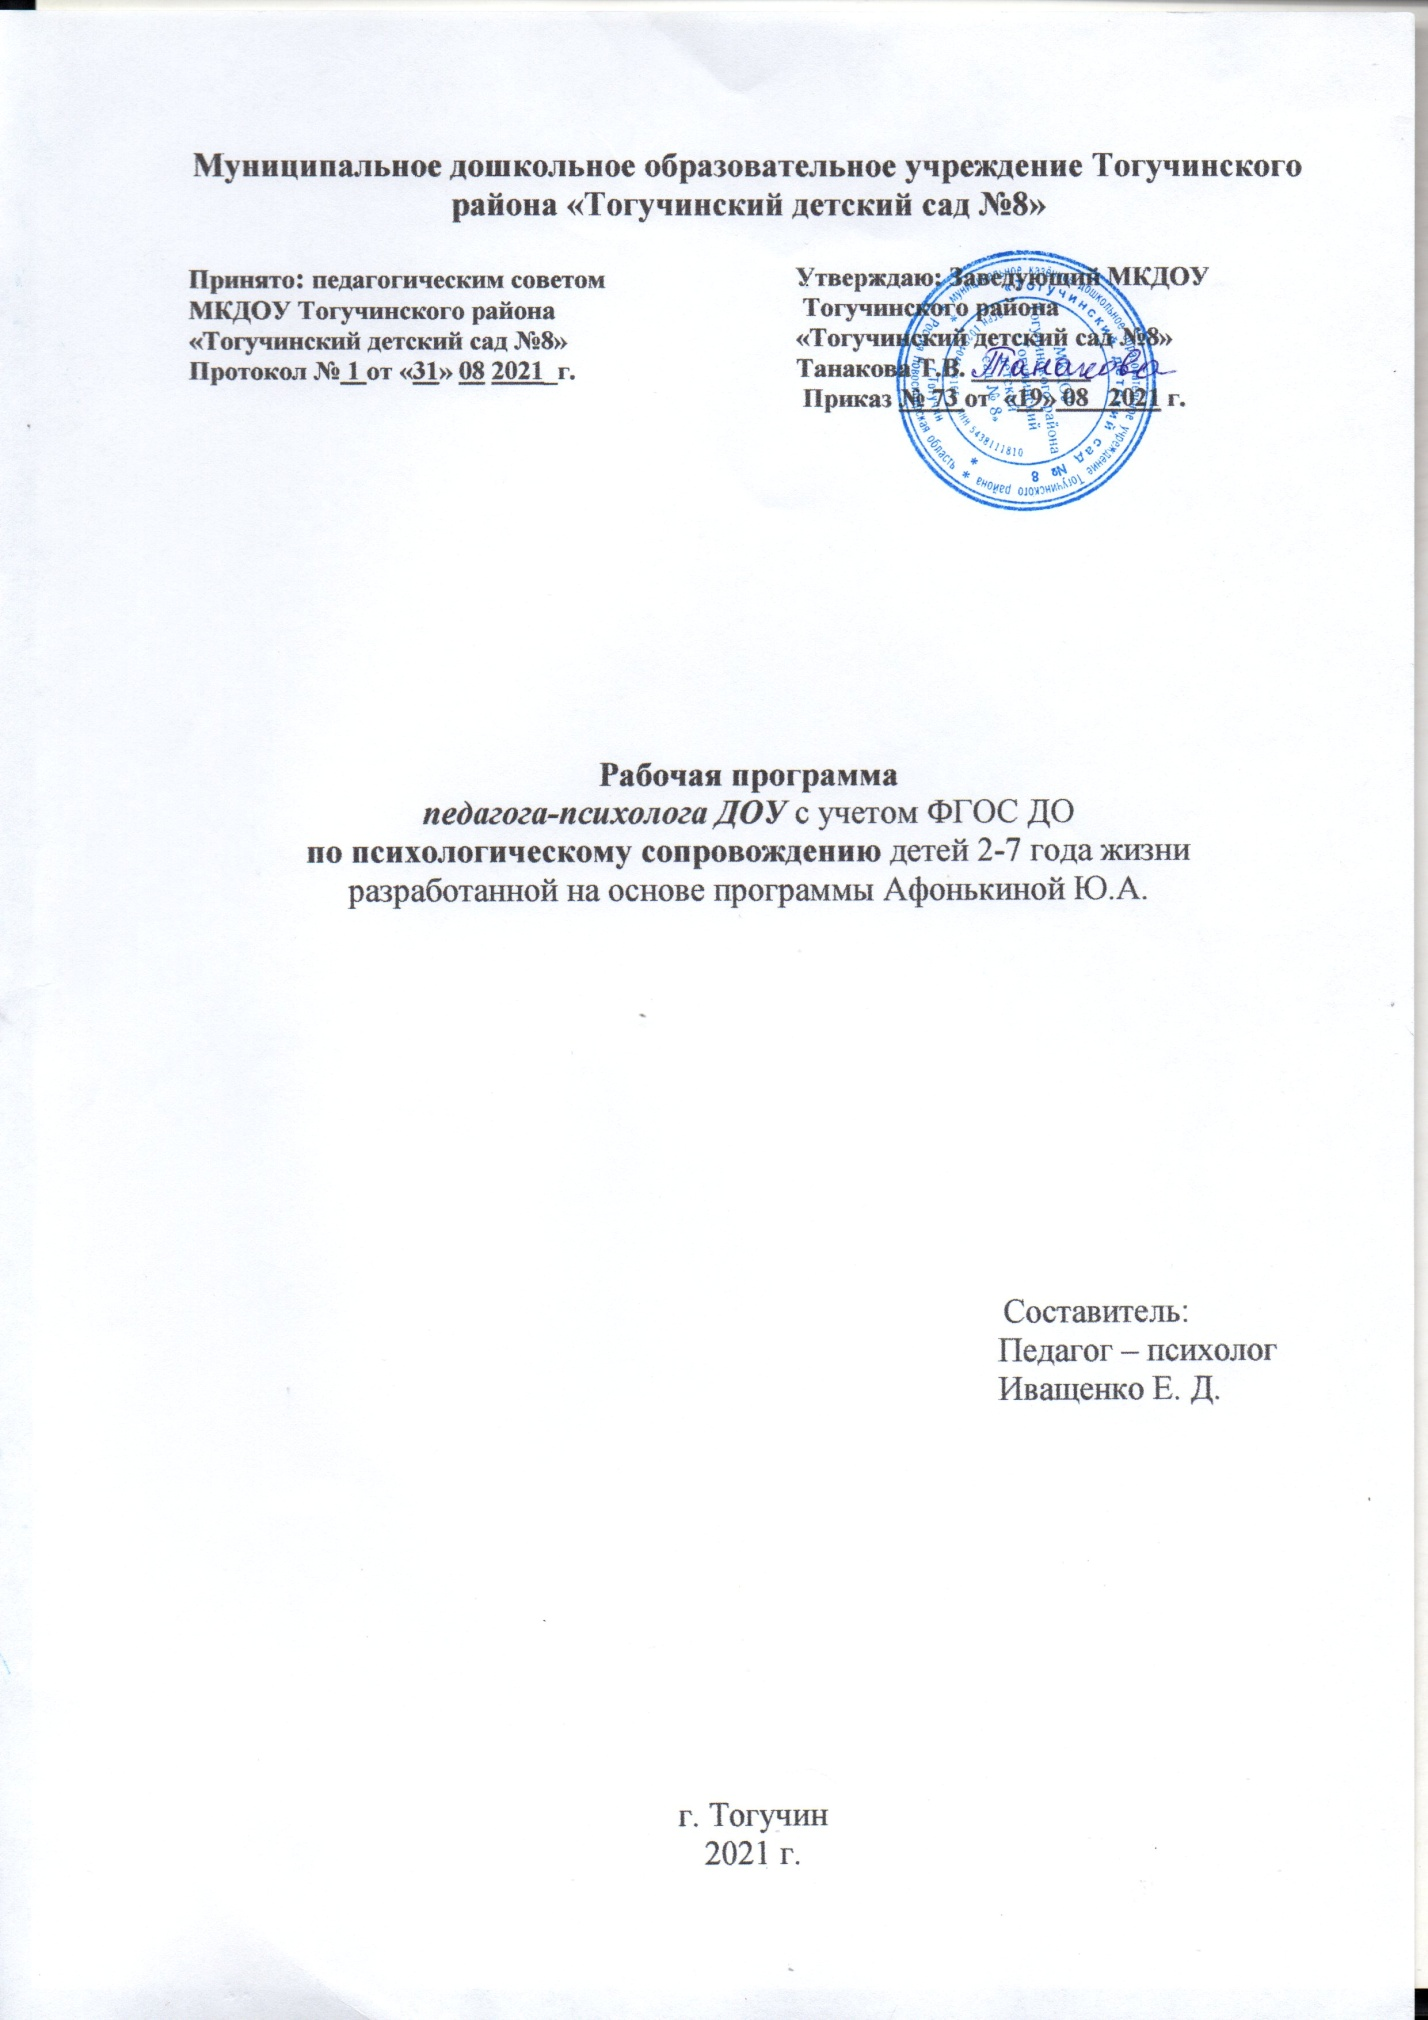 Муниципальное дошкольное образовательное учреждение Тогучинского
района «Тогучинский детский сад №8»
Принято: педагогическим советом
МКДОУ Тогучинского района
«Тогучинский детский сад №8»
Протокол № 1 от «31» 08 2021 г.
Утверждаю: Заведующий МКДОУ
Тогучинского района
«Тогучинский детский сад №8»
Танакова Т.В. Танакова
Приказ № 73 от «19» 08 2021 г.
Рабочая программа
педагога-психолога ДОУ с учетом ФГОС ДО
по психологическому сопровождению детей 2-7 года жизни
разработанной на основе программы Афонькиной Ю.А.
Составитель:
Педагог – психолог
Иващенко Е. Д.
г. Тогучин
2021 г.